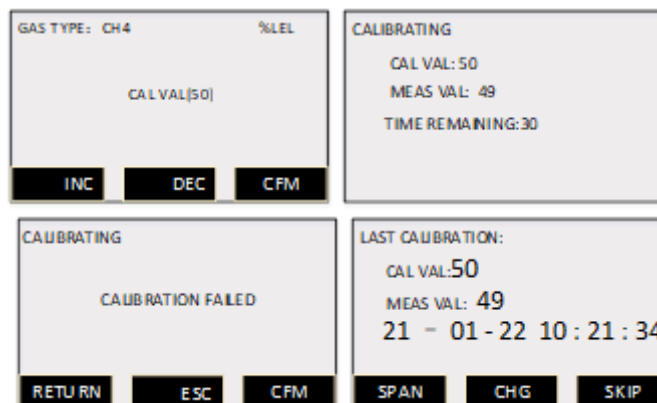 GAS TYPE: CH4 %LEL
CAL VAL(50)
INC DEC CFM
CALIBRATING
CAL VAL: 50
MEAS VAL: 49
TIME REMAINING:30
CALIBRATING
CALIBRATION FAILED
RETURN ESC CFM
LAST CALIBRATION:
CAL VAL:50
MEAS VAL: 49
21 - 01 - 22 10 : 21 : 34
SPAN CHG SKIP